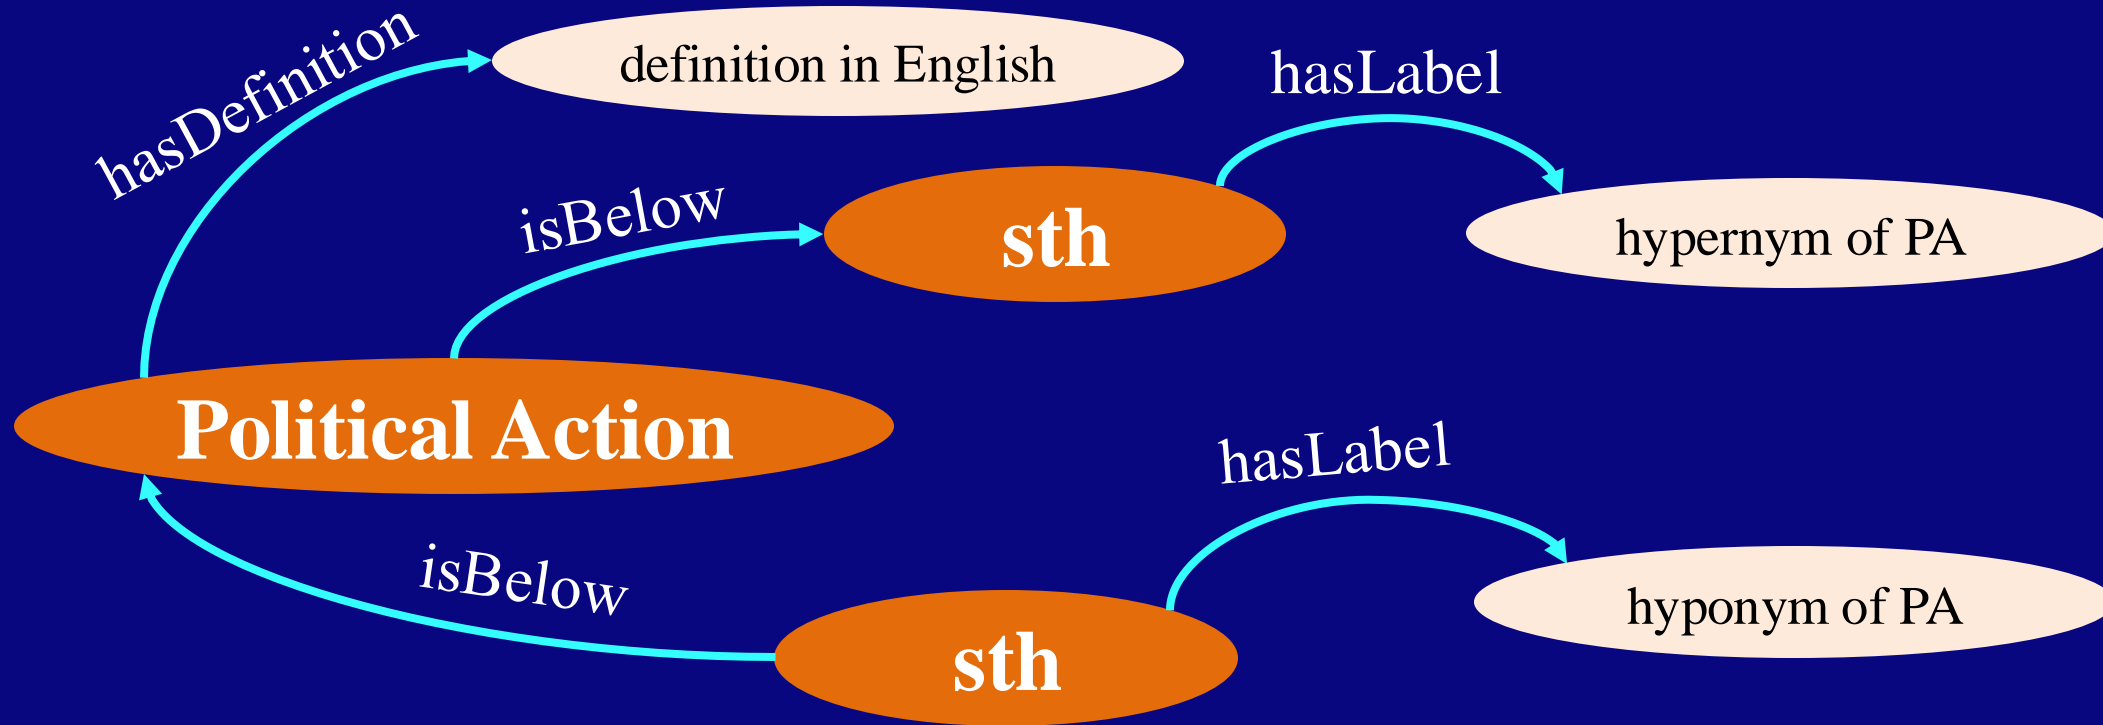 hasDefinition
definition in English
hasLabel
isBelow
sth
hypernym of PA
Political Action
hasLabel
isBelow
sth
hyponym of PA